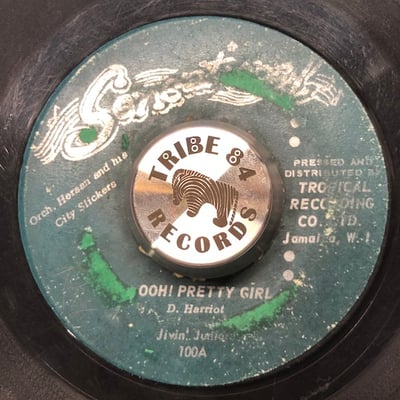 Orch. Hersan and his
City Slickers
TRIBE 84
RECORDS
PRESSED AND
DISTRIBUTED BY
TROPICAL
RECORDING
CO. LTD.
Jamaica, W. I.
OOH! PRETTY GIRL
D. Harriot
Jivin' Juniors
100A